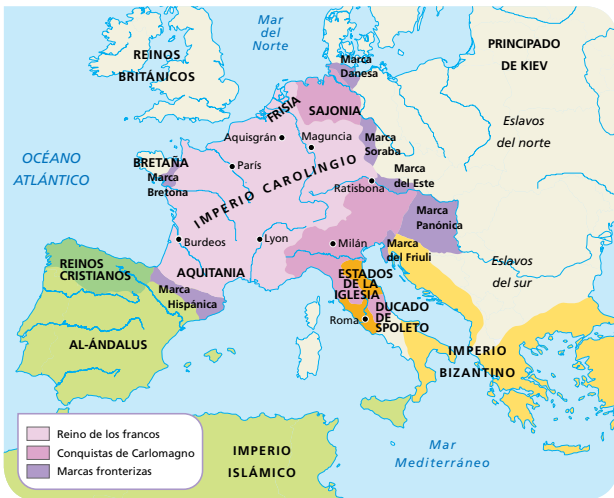 Mar
del
Norte
REINOS
BRITÁNICOS
Marca
Danesa
PRINCIPADO
DE KIEV
FRISIA
SAJONIA
Eslavos
del norte
Aquisgrán
Maguncia
Marca
Soraba
OCÉANO
ATLÁNTICO
BRETAÑA
Marca
Bretona
París
IMPERIO CAROLINGIO
Ratisbona
Marca
del Este
Marca
Panónica
Burdeos
Lyon
Milán
Marca
del Friuli
Eslavos
del sur
REINOS
CRISTIANOS
AQUITANIA
Marca
Hispánica
ESTADOS
DE LA
IGLESIA
DUCADO
DE
SPOLETO
Roma
AL-ÁNDALUS
IMPERIO
BIZANTINO
Reino de los francos
Conquistas de Carlomagno
Marcas fronterizas
IMPERIO
ISLÁMICO
Mar
Mediterráneo